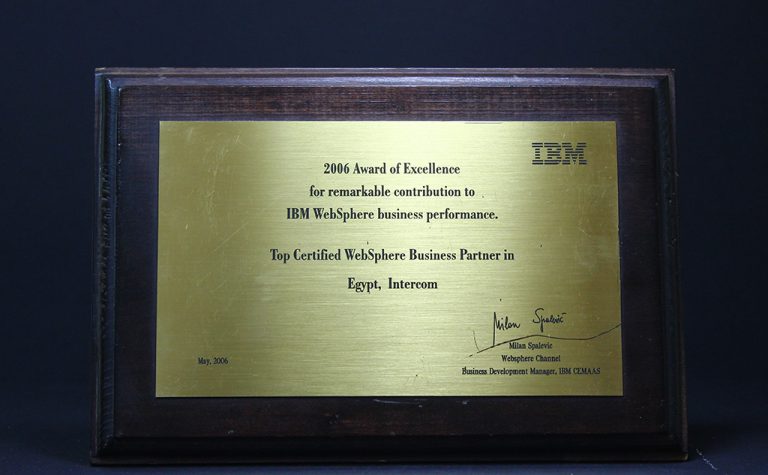 IBM
2006 Award of Excellence
for remarkable contribution to
IBM WebSphere business performance.
Top Certified WebSphere Business Partner in
Egypt, Intercom
Milan Spalević
Milan Spalevic
Websphere Channel
May, 2006
Business Development Manager, IBM CEMAAS